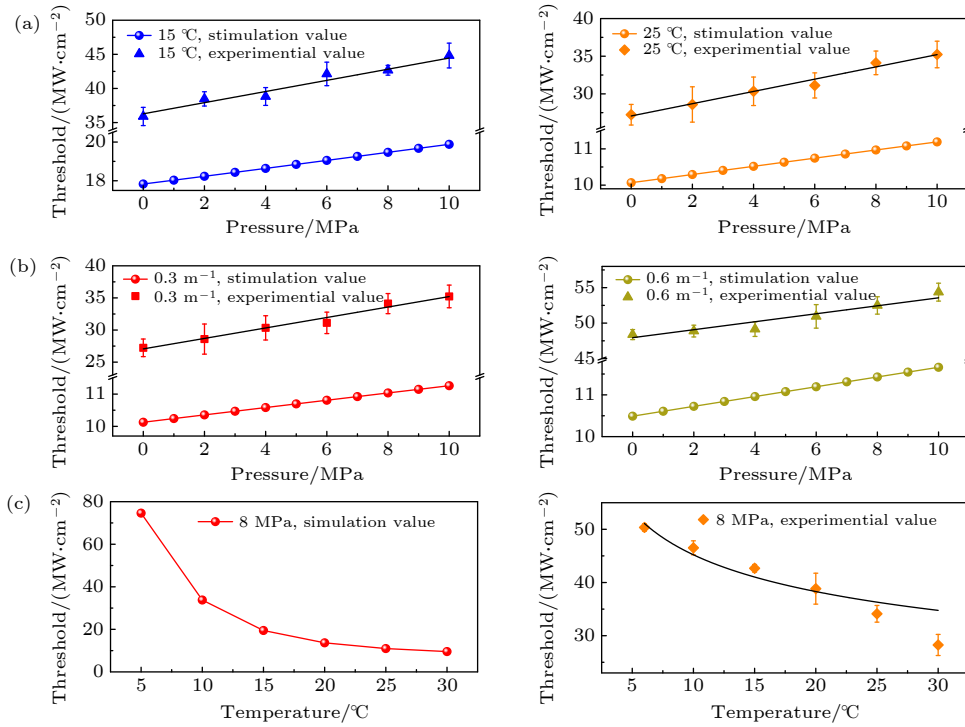 (a)
Threshold/(MW·cm⁻²)
50
45
40
35
20
18
15 ℃, stimulation value
15 ℃, experimental value
0 2 4 6 8 10
Pressure/MPa
Threshold/(MW·cm⁻²)
35
30
25
11
10
25 ℃, stimulation value
25 ℃, experimental value
0 2 4 6 8 10
Pressure/MPa
(b)
Threshold/(MW·cm⁻²)
40
35
30
25
11
10
0.3 m⁻¹, stimulation value
0.3 m⁻¹, experimental value
0 2 4 6 8 10
Pressure/MPa
Threshold/(MW·cm⁻²)
55
50
45
11
10
0.6 m⁻¹, stimulation value
0.6 m⁻¹, experimental value
0 2 4 6 8 10
Pressure/MPa
(c)
Threshold/(MW·cm⁻²)
80
60
40
20
0
8 MPa, simulation value
5 10 15 20 25 30
Temperature/℃
Threshold/(MW·cm⁻²)
50
40
30
8 MPa, experimental value
5 10 15 20 25 30
Temperature/℃